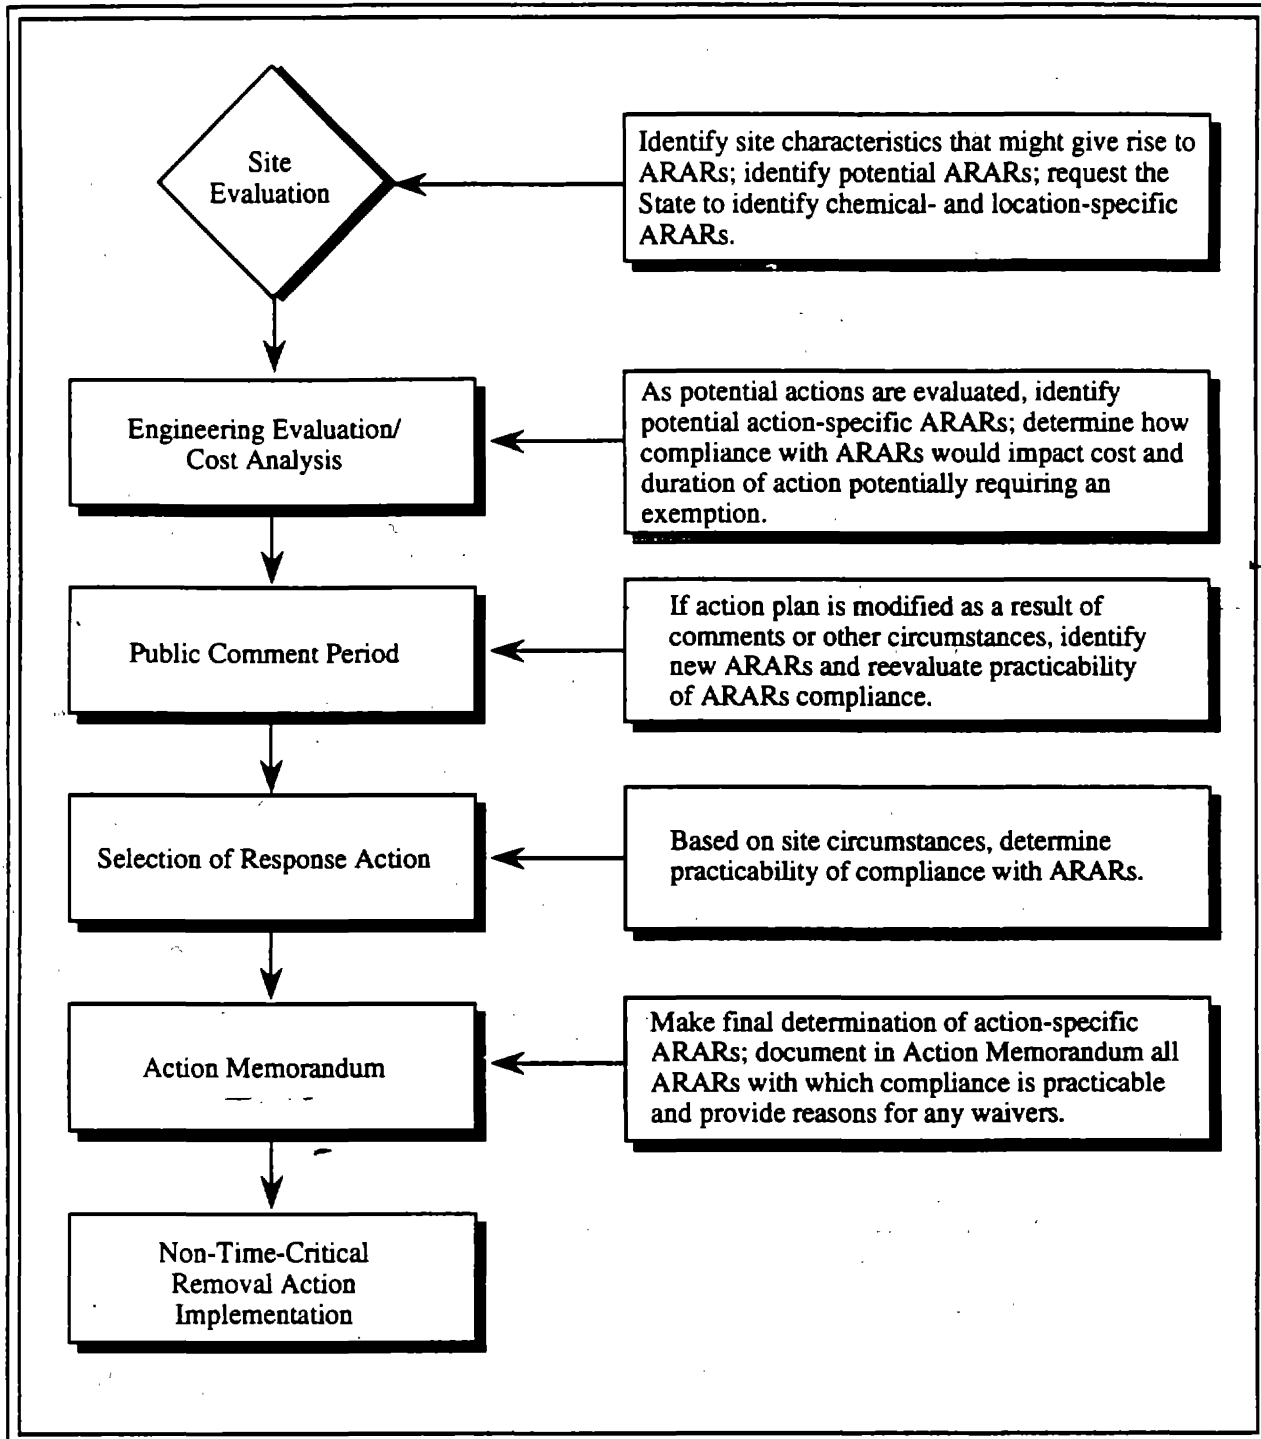 Site
Evaluation
Identify site characteristics that might give rise to
ARARs; identify potential ARARs; request the
State to identify chemical- and location-specific
ARARs.
Engineering Evaluation/
Cost Analysis
As potential actions are evaluated, identify
potential action-specific ARARs; determine how
compliance with ARARs would impact cost and
duration of action potentially requiring an
exemption.
Public Comment Period
If action plan is modified as a result of
comments or other circumstances, identify
new ARARs and reevaluate practicability
of ARARs compliance.
Selection of Response Action
Based on site circumstances, determine
practicability of compliance with ARARs.
Action Memorandum
Make final determination of action-specific
ARARs; document in Action Memorandum all
ARARs with which compliance is practicable
and provide reasons for any waivers.
Non-Time-Critical
Removal Action
Implementation